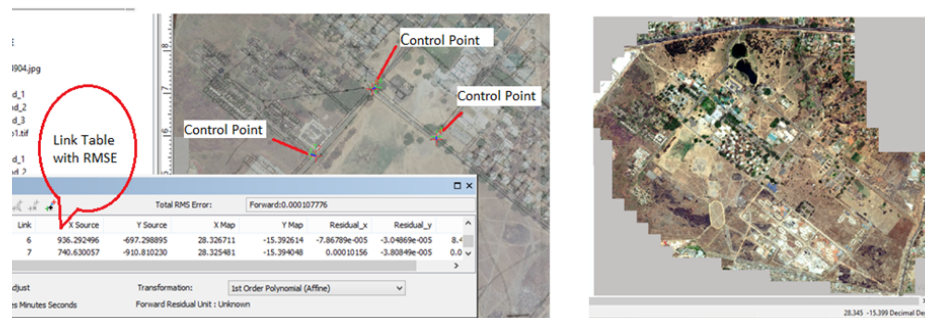 Control Point
Control Point
Control Point
904.jpg
d_1
d_2
d_3
1.tif
d_1
d_2
Link Table
with RMSE
Total RMS Error: Forward:0.000107776
Link X Source Y Source X Map Y Map Residual_x Residual_y
6 936.292496 -697.298895 28.326711 -15.392614 -7.86789e-005 -3.04869e-005 8.4
7 740.630057 -910.810230 28.325481 -15.394048 0.00010156 -3.80849e-005 0.0
djust Transformation: 1st Order Polynomial (Affine)
s Minutes Seconds Forward Residual Unit : Unknown
28.345 -15.399 Decimal De